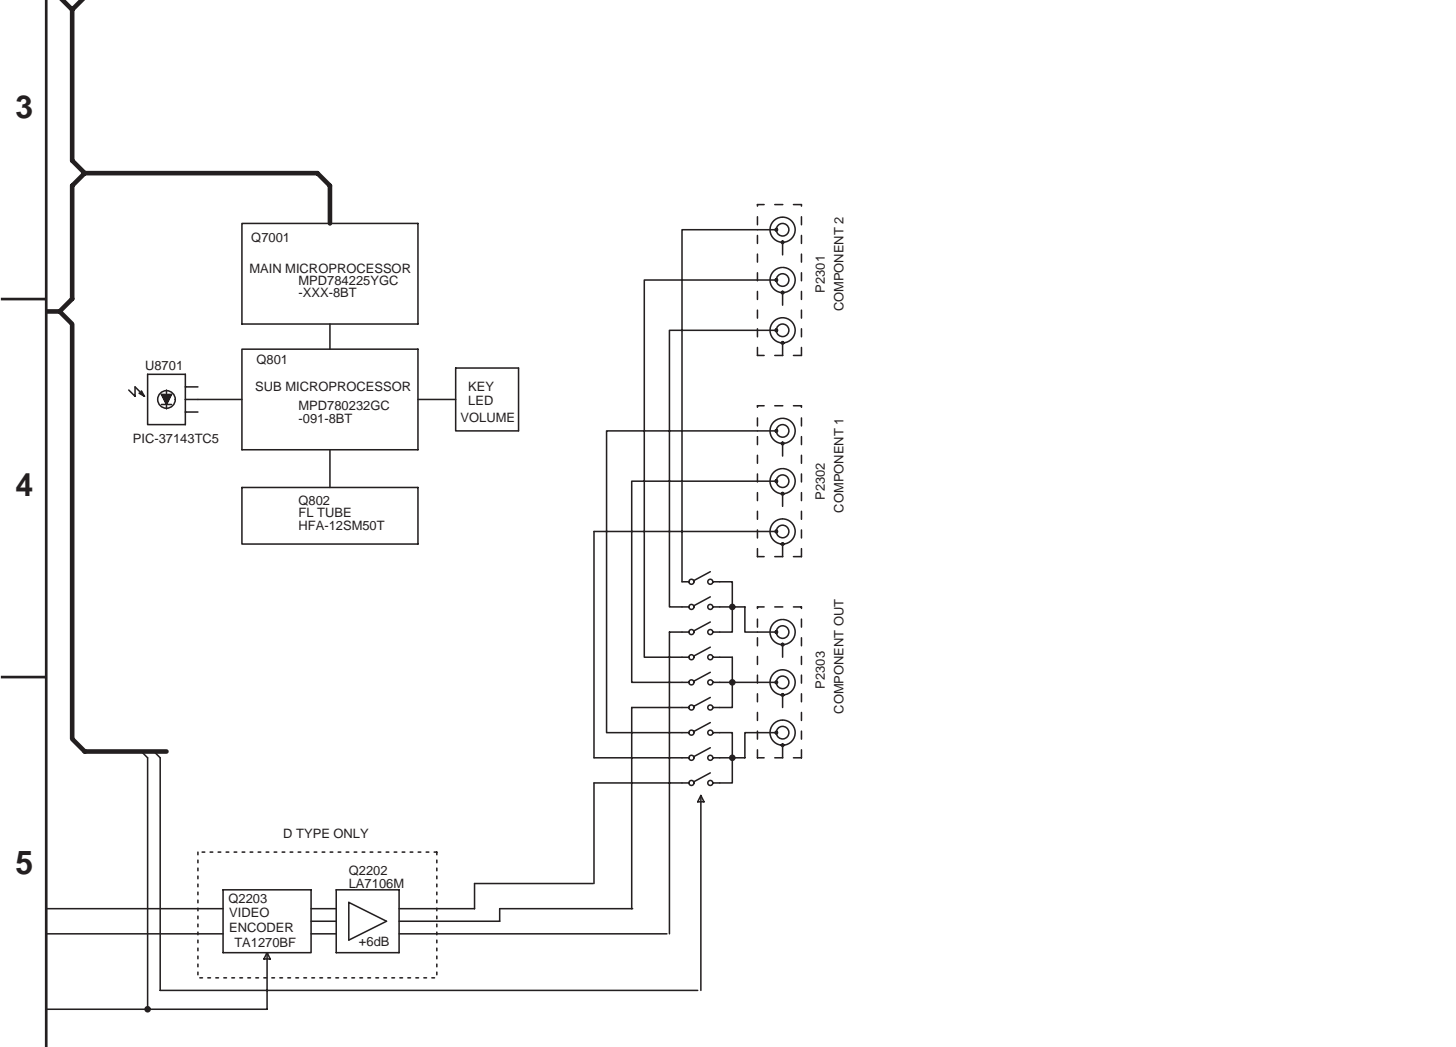 3
Q7001
MAIN MICROPROCESSOR
MPD784225YGC
-XXX-8BT
P2301
COMPONENT 2
U8701
PIC-37143TC5
Q801
SUB MICROPROCESSOR
MPD780232GC
-091-8BT
KEY
LED
VOLUME
P2302
COMPONENT 1
4
Q802
FL TUBE
HFA-12SM50T
P2303
COMPONENT OUT
D TYPE ONLY
5
Q2203
VIDEO
ENCODER
TA1270BF
Q2202
LA7106M
+6dB